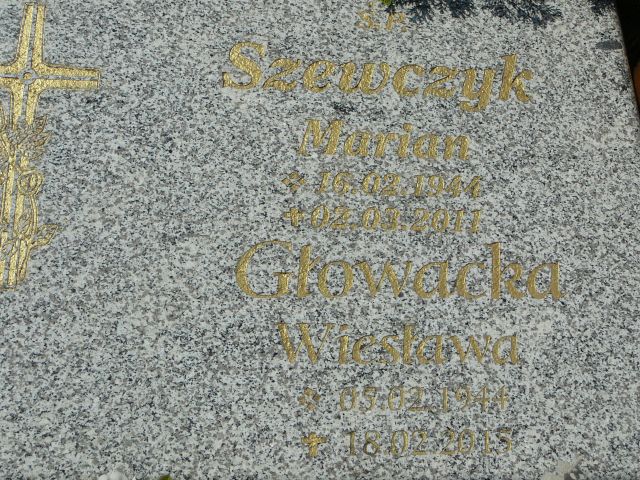 Ś.P.
Szewczyk
Marian
16.02.1944
02.03.2011
Głowacka
Wiesława
05.02.1944
18.02.2015